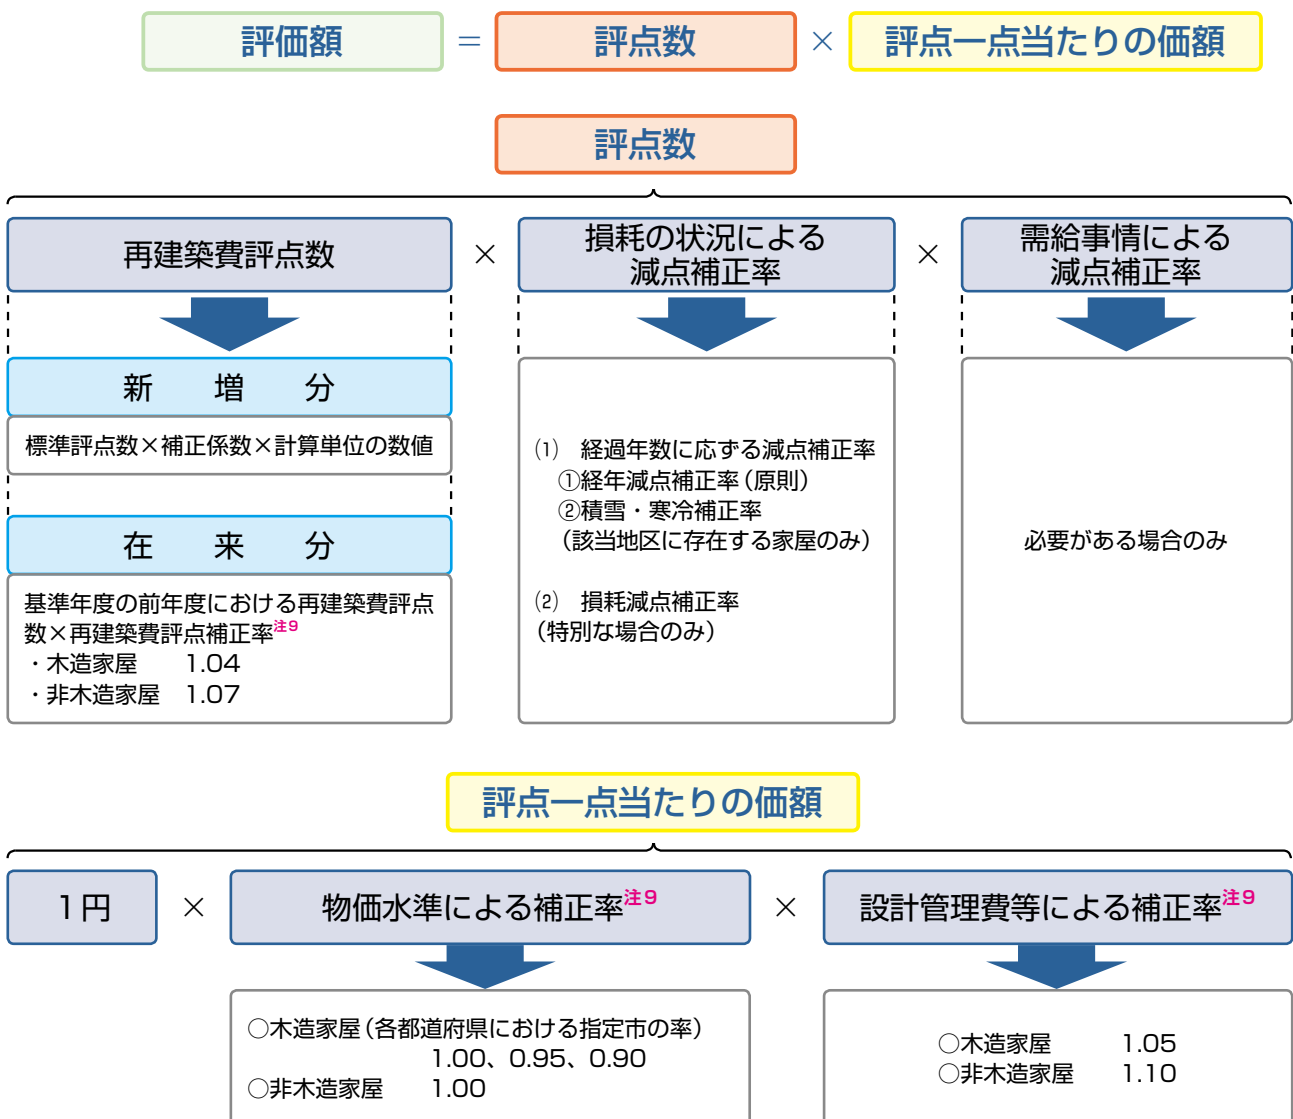 評価額 = 評点数 × 評点一点当たりの価額
評点数
再建築費評点数 × 損耗の状況による減点補正率 × 需給事情による減点補正率
新増分
標準評点数×補正係数×計算単位の数値
在来分
基準年度の前年度における再建築費評点
数×再建築費評点補正率注9
・木造家屋 1.04
・非木造家屋 1.07
⑴ 経過年数に応ずる減点補正率
①経年減点補正率(原則)
②積雪・寒冷補正率
(該当地区に存在する家屋のみ)
⑵ 損耗減点補正率
(特別な場合のみ)
必要がある場合のみ
評点一点当たりの価額
1円 × 物価水準による補正率注9 × 設計管理費等による補正率注9
○木造家屋(各都道府県における指定市の率)
1.00、0.95、0.90
○非木造家屋 1.00
○木造家屋 1.05
○非木造家屋 1.10